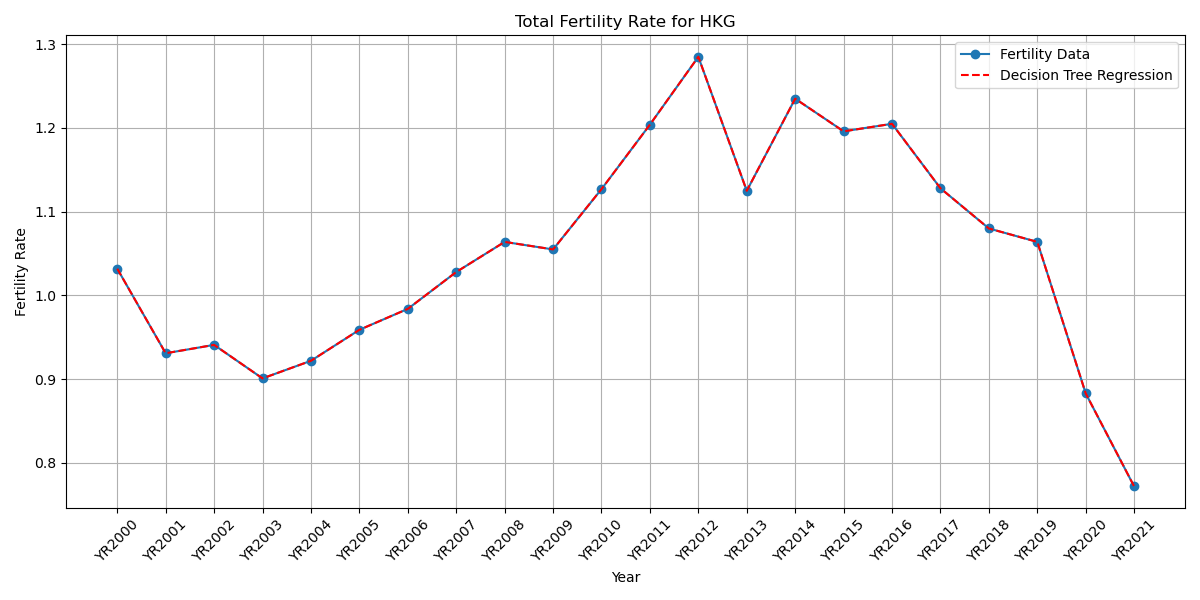 Total Fertility Rate for HKG
Fertility Data
Decision Tree Regression
Fertility Rate
1.3
1.2
1.1
1.0
0.9
0.8
YR2000
YR2001
YR2002
YR2003
YR2004
YR2005
YR2006
YR2007
YR2008
YR2009
YR2010
YR2011
YR2012
YR2013
YR2014
YR2015
YR2016
YR2017
YR2018
YR2019
YR2020
YR2021
Year